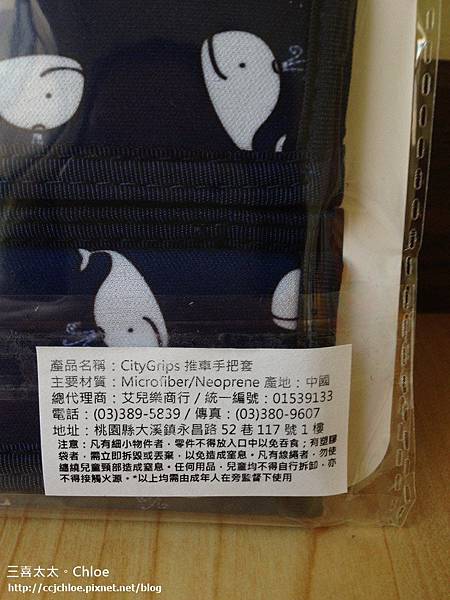 產品名稱：CityGrips 推車手把套
主要材質：Microfiber/Neoprene 產地：中國
總代理商：艾兒樂商行 / 統一編號：01539133
電話：(03)389-5839 / 傳真：(03)380-9607
地址：桃園縣大溪鎮永昌路 52 巷 117 號 1 樓
注意：凡有細小物件者，零件不得放入口中以免吞食；有塑膠
袋者，需立即拆毀或丟棄，以免造成窒息。凡有線繩者，勿使
纏繞兒童頸部造成窒息。任何用品，兒童均不得自行拆卸，亦
不得接觸火源。*以上均需由成年人在旁監督下使用
三喜太太。Chloe
http://ccjchloe.pixnet.net/blog